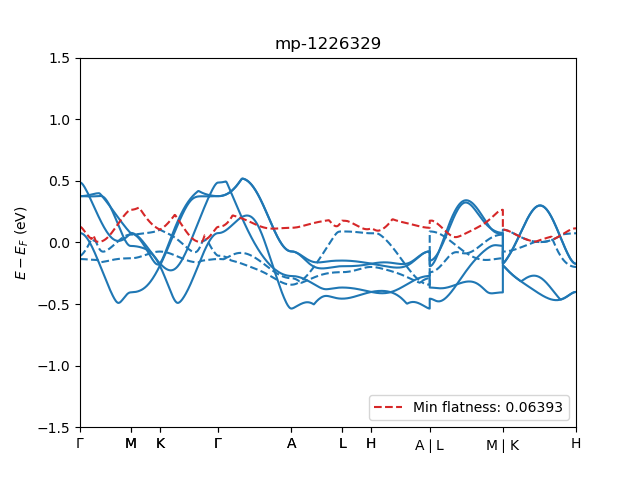 mp-1226329
1.5
1.0
0.5
0.0
−0.5
−1.0
−1.5
E − E_F (eV)
Min flatness: 0.06393
Γ M K Γ A L H A | L M | K H